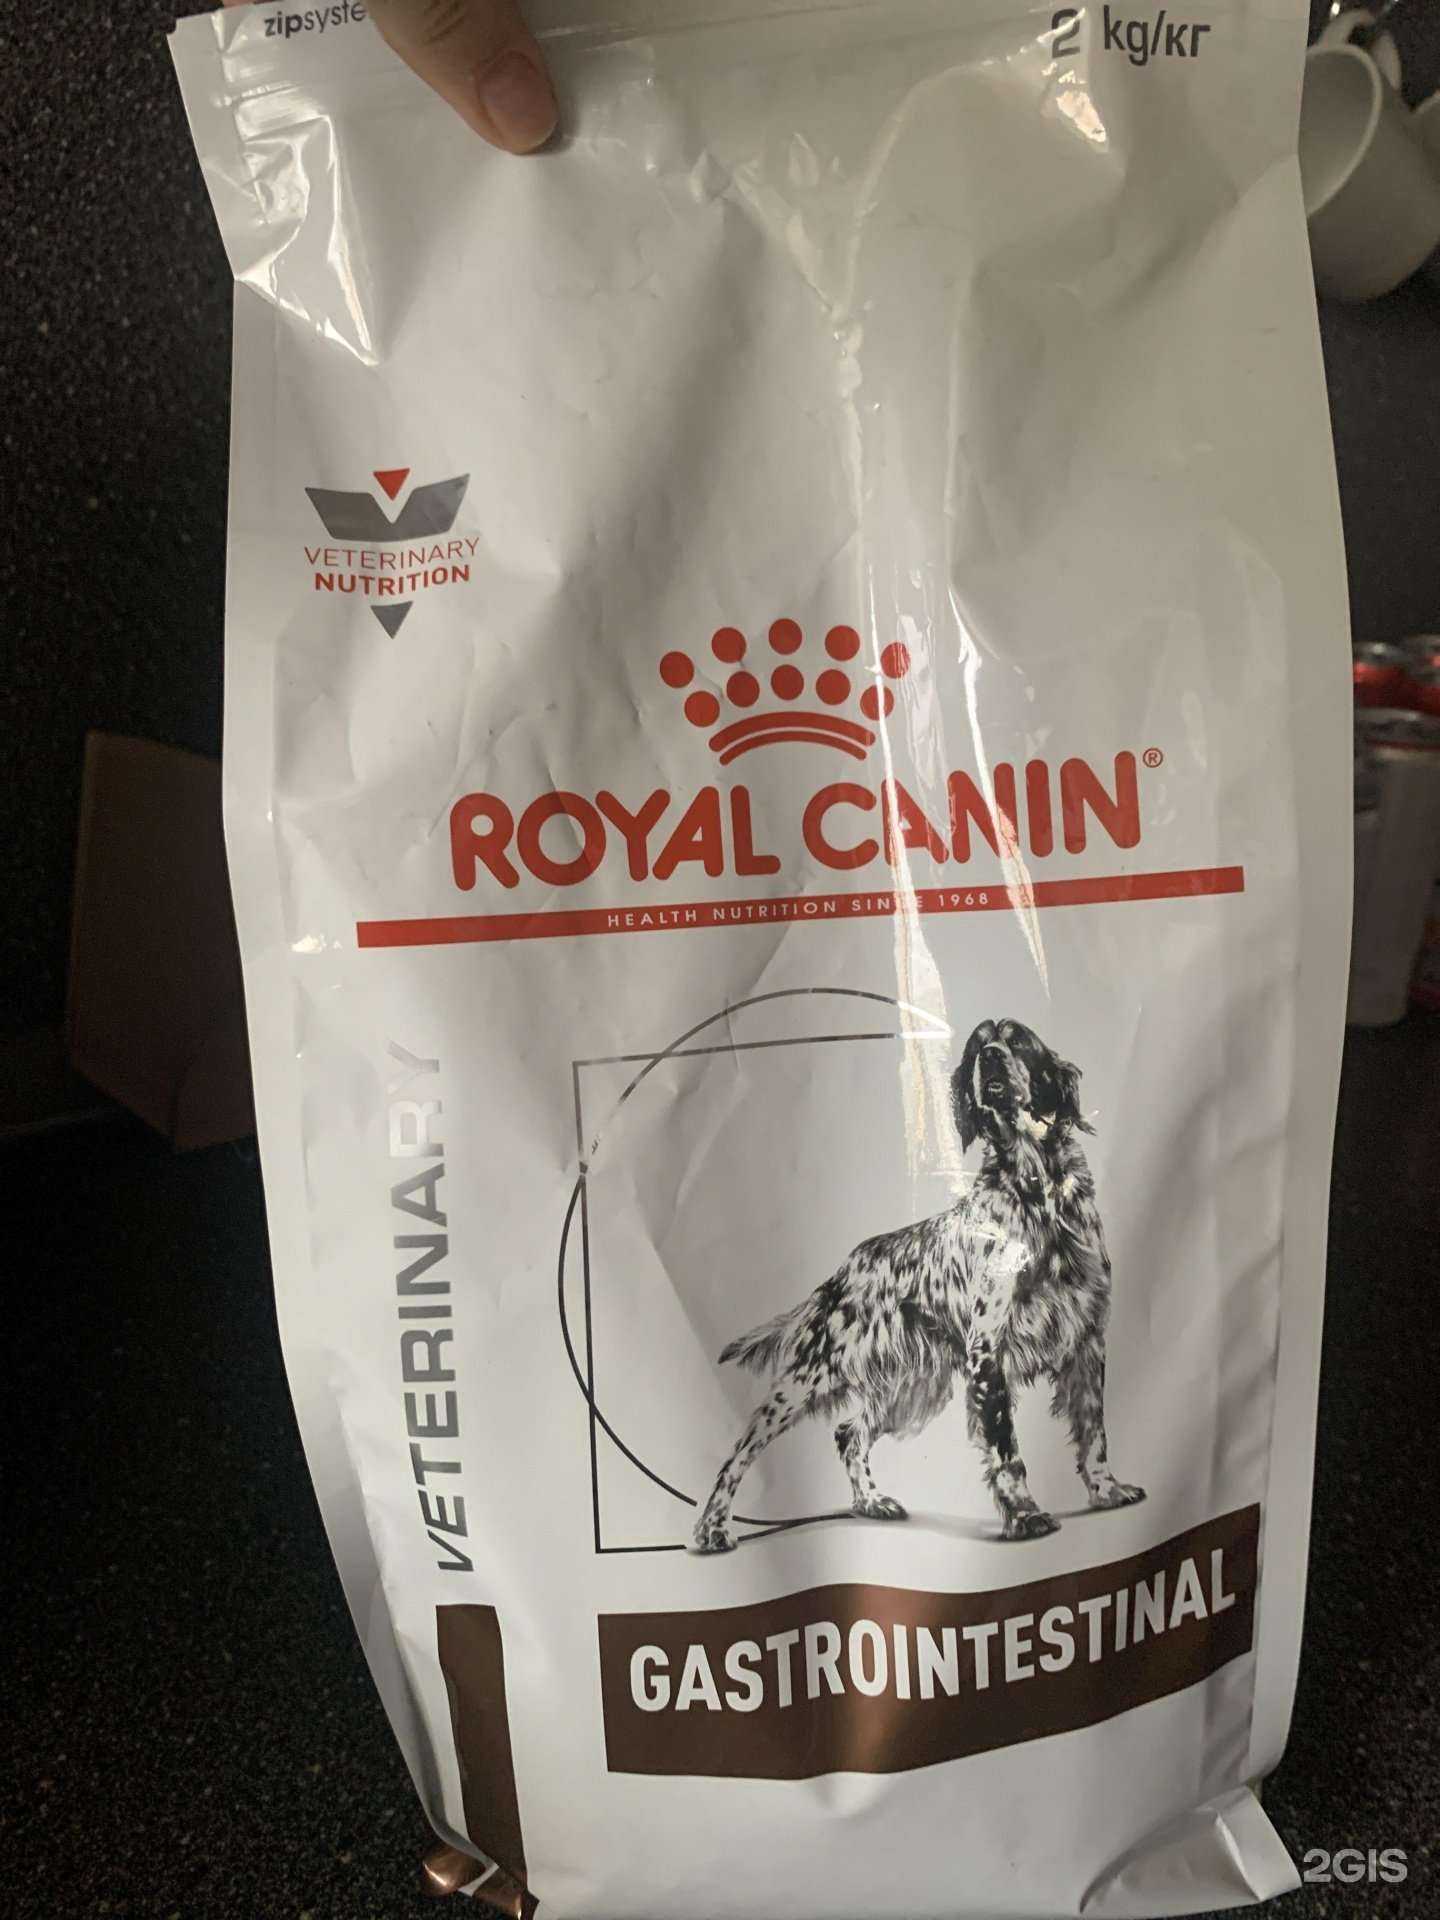 zipsyste
2 kg/кг
VETERINARY
NUTRITION
ROYAL CANIN®
HEALTH NUTRITION SINCE 1968
VETERINARY
GASTROINTESTINAL
2GIS